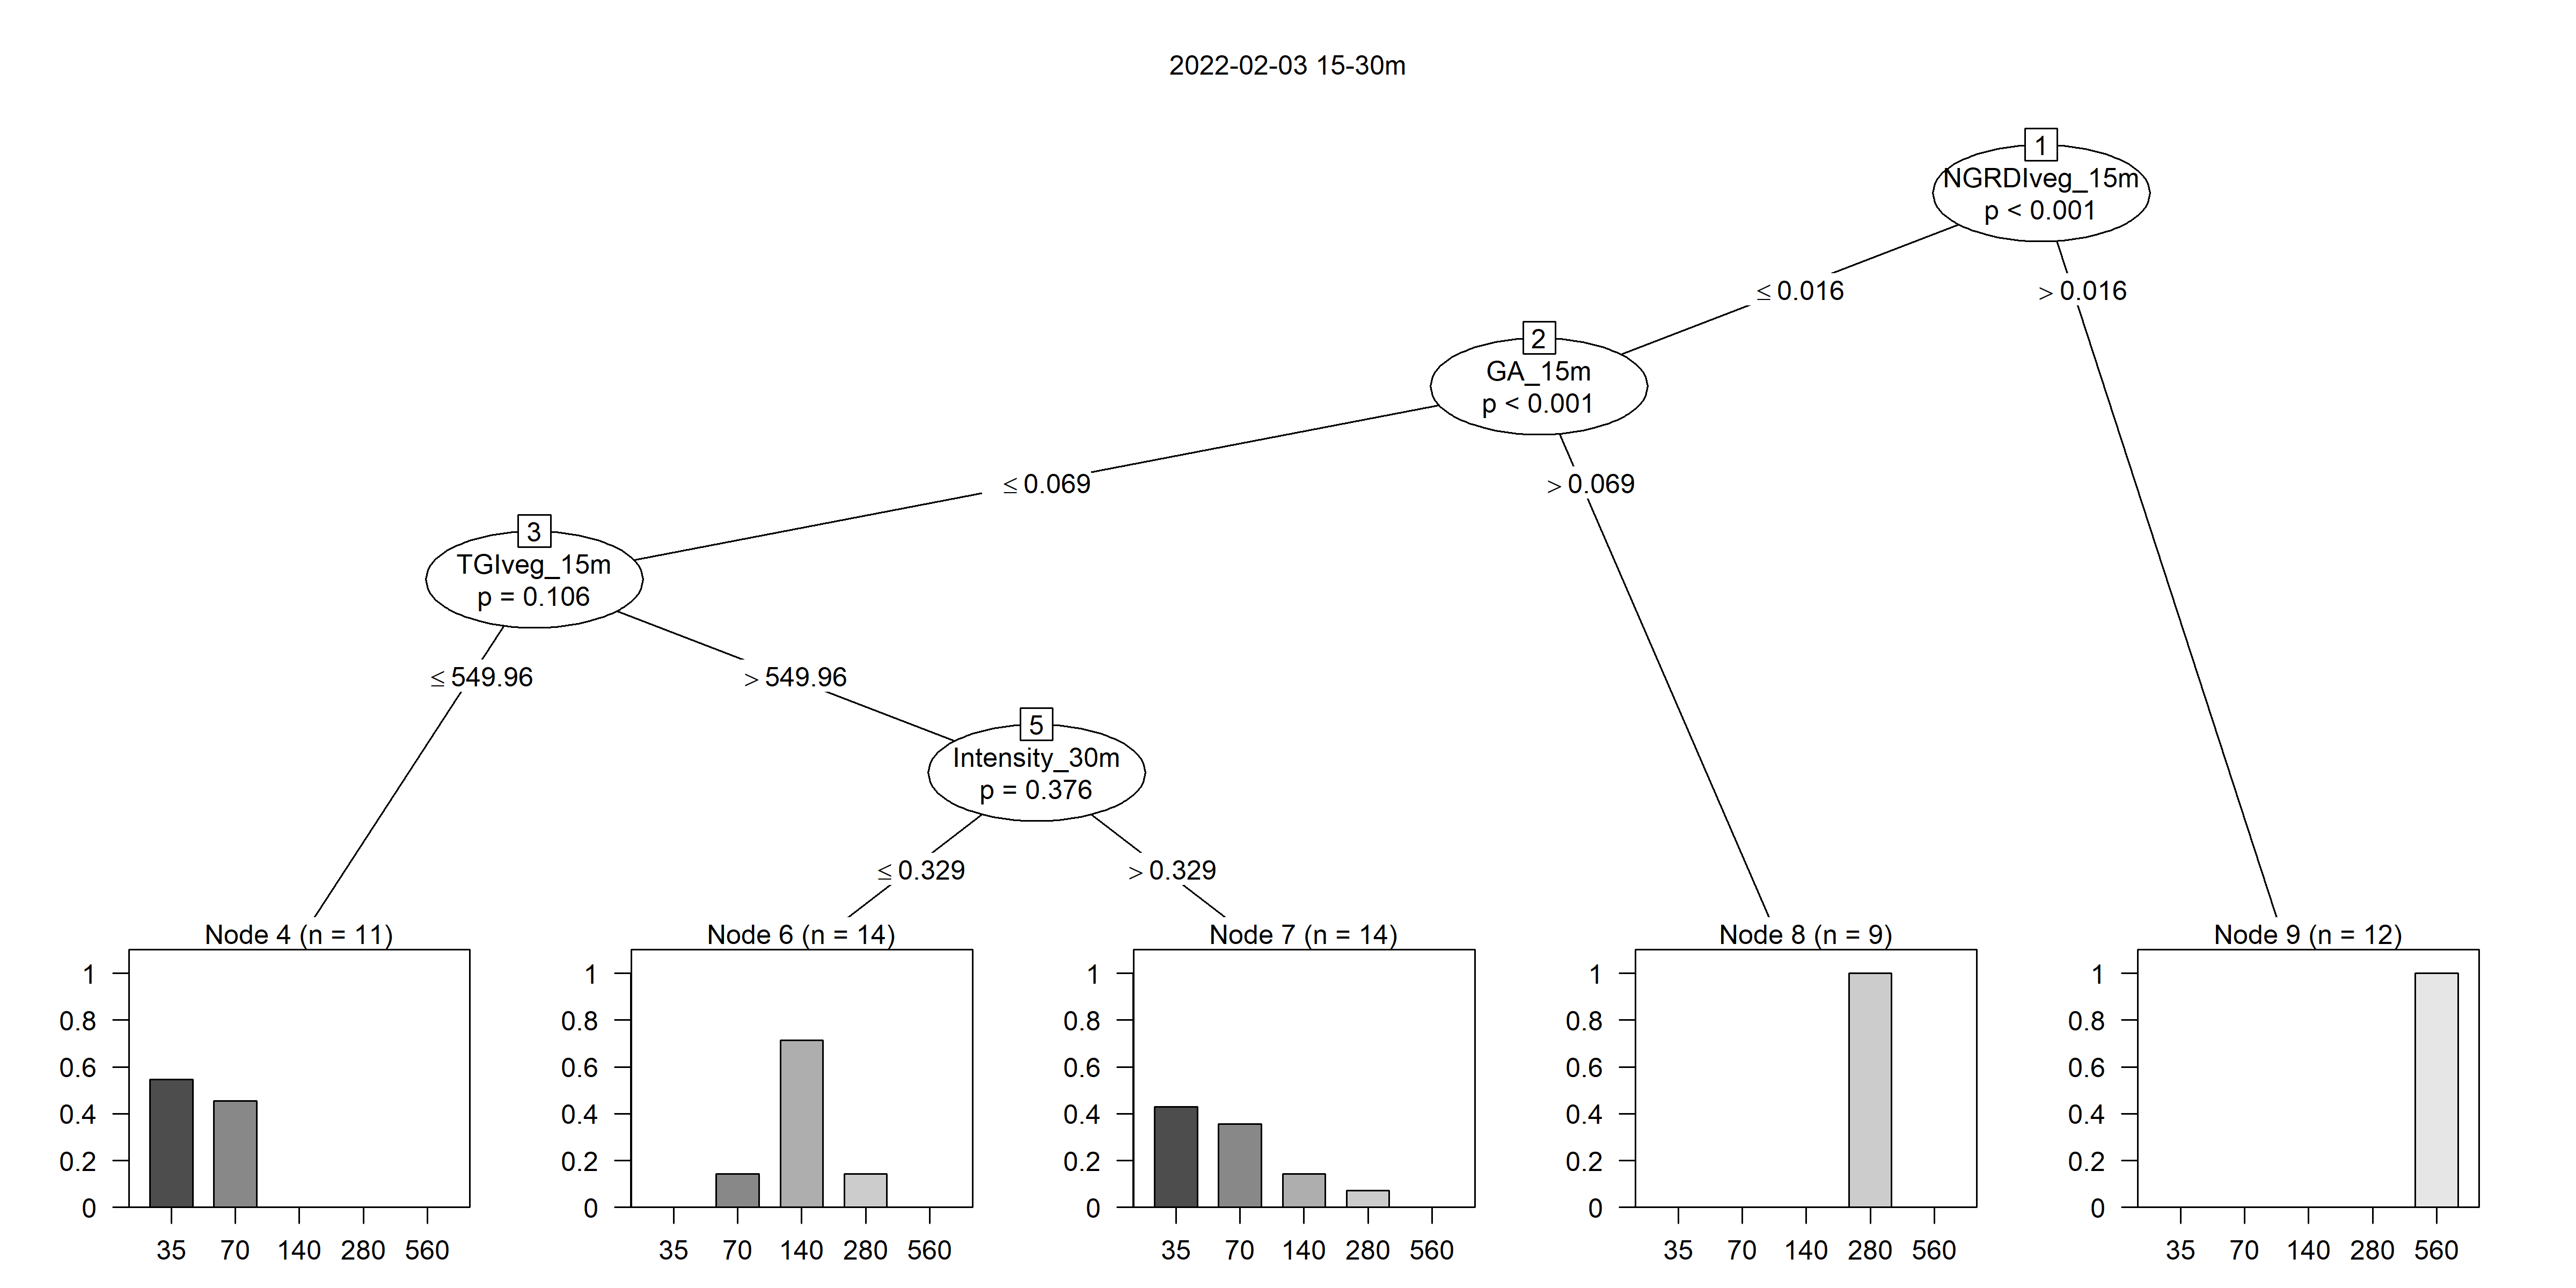 2022-02-03 15-30m
1
NGRDIveg_15m
p < 0.001
≤ 0.016
> 0.016
2
GA_15m
p < 0.001
≤ 0.069
> 0.069
3
TGIveg_15m
p = 0.106
≤ 549.96
> 549.96
5
Intensity_30m
p = 0.376
≤ 0.329
> 0.329
Node 4 (n = 11)
1
0.8
0.6
0.4
0.2
0
35 70 140 280 560
Node 6 (n = 14)
1
0.8
0.6
0.4
0.2
0
35 70 140 280 560
Node 7 (n = 14)
1
0.8
0.6
0.4
0.2
0
35 70 140 280 560
Node 8 (n = 9)
1
0.8
0.6
0.4
0.2
0
35 70 140 280 560
Node 9 (n = 12)
1
0.8
0.6
0.4
0.2
0
35 70 140 280 560